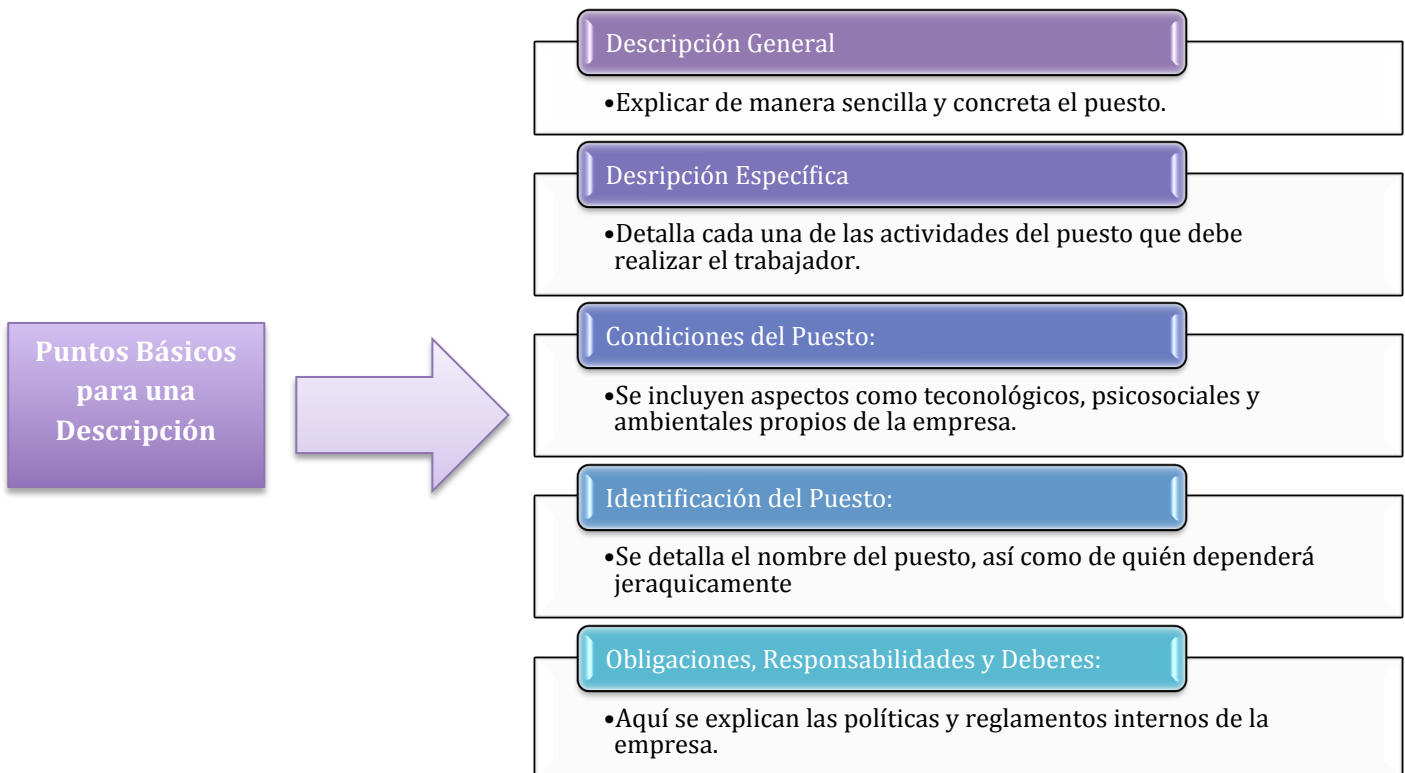 Puntos Básicos
para una
Descripción
Descripción General
•Explicar de manera sencilla y concreta el puesto.
Desripción Específica
•Detalla cada una de las actividades del puesto que debe
realizar el trabajador.
Condiciones del Puesto:
•Se incluyen aspectos como teconológicos, psicosociales y
ambientales propios de la empresa.
Identificación del Puesto:
•Se detalla el nombre del puesto, así como de quién dependerá
jeraquicamente
Obligaciones, Responsabilidades y Deberes:
•Aquí se explican las políticas y reglamentos internos de la
empresa.